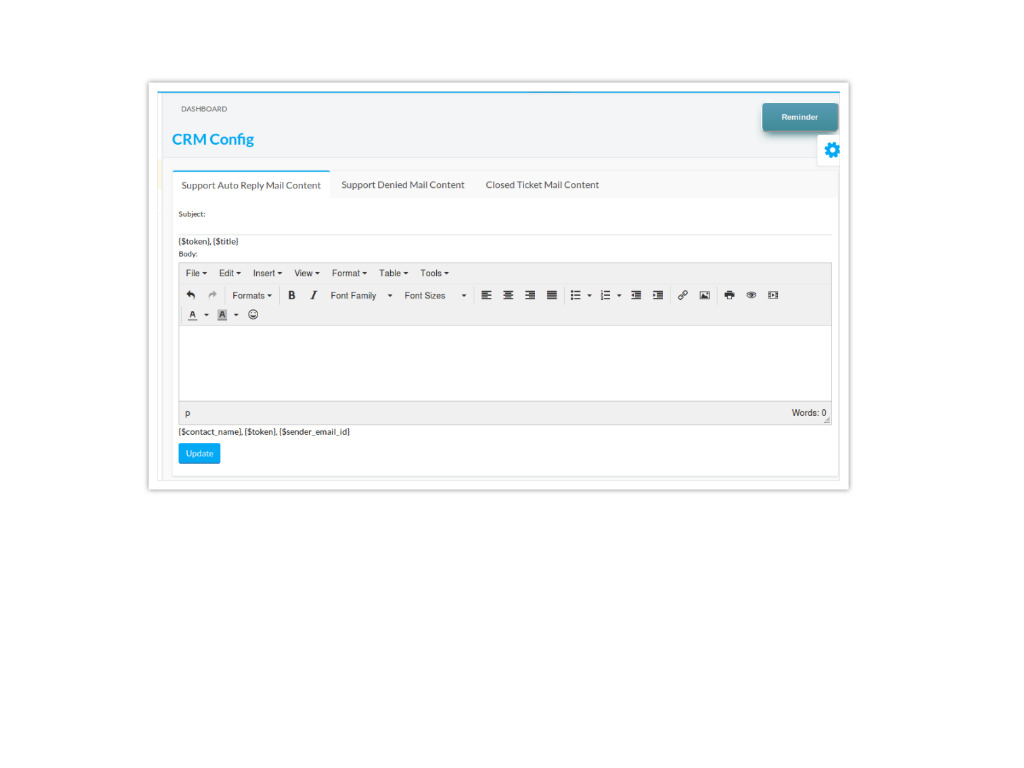 DASHBOARD
Reminder
CRM Config
Support Auto Reply Mail Content Support Denied Mail Content Closed Ticket Mail Content
Subject:
{$token}, {$title}
Body:
File Edit Insert View Format Table Tools
Formats B I Font Family Font Sizes
A A
p Words: 0
{$contact_name}, {$token}, {$sender_email_id}
Update